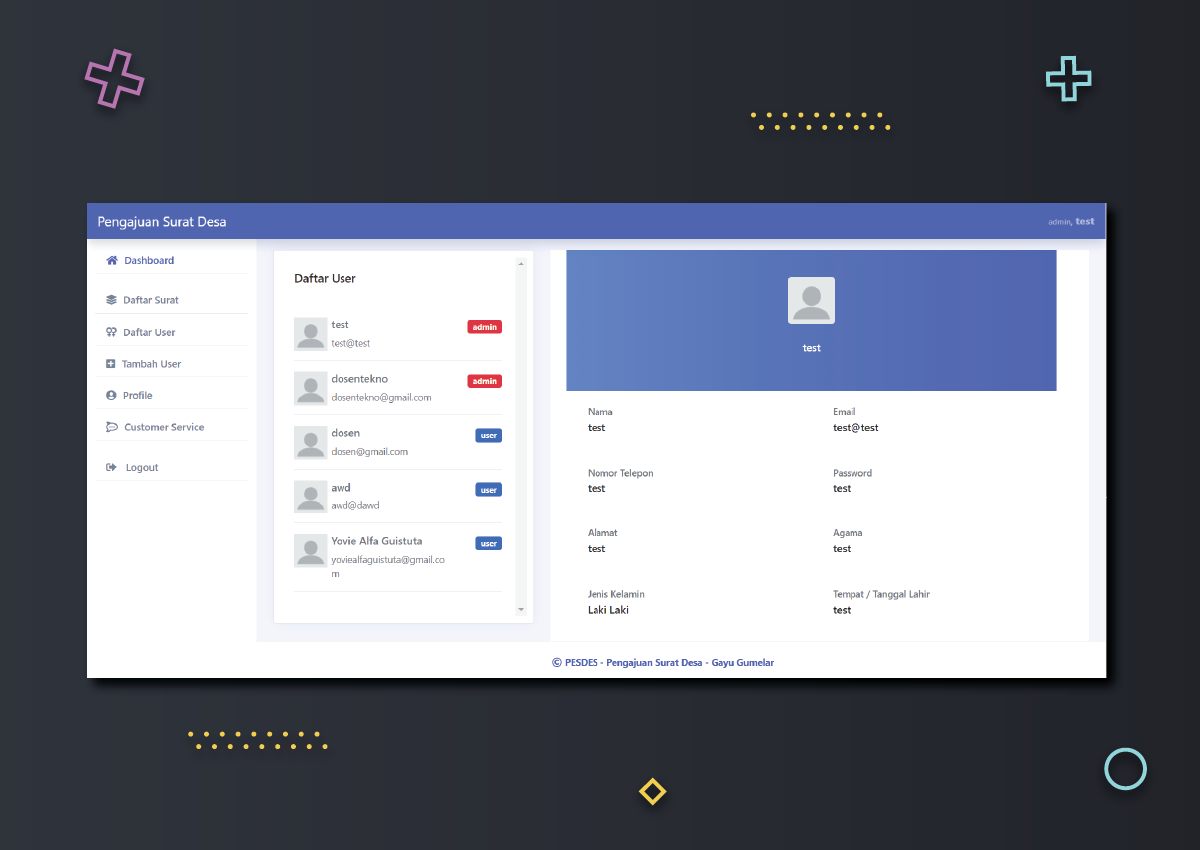 Pengajuan Surat Desa
admin, test
Dashboard
Daftar Surat
Daftar User
Tambah User
Profile
Customer Service
Logout
Daftar User
test
admin
test@test
dosentekno
admin
dosentekno@gmail.com
dosen
user
dosen@gmail.com
awd
user
awd@dawd
Yovie Alfa Guistuta
user
yoviealfaguistuta@gmail.co
m
test
Nama
test
Email
test@test
Nomor Telepon
test
Password
test
Alamat
test
Agama
test
Jenis Kelamin
Laki Laki
Tempat / Tanggal Lahir
test
© PESDES - Pengajuan Surat Desa - Gayu Gumelar